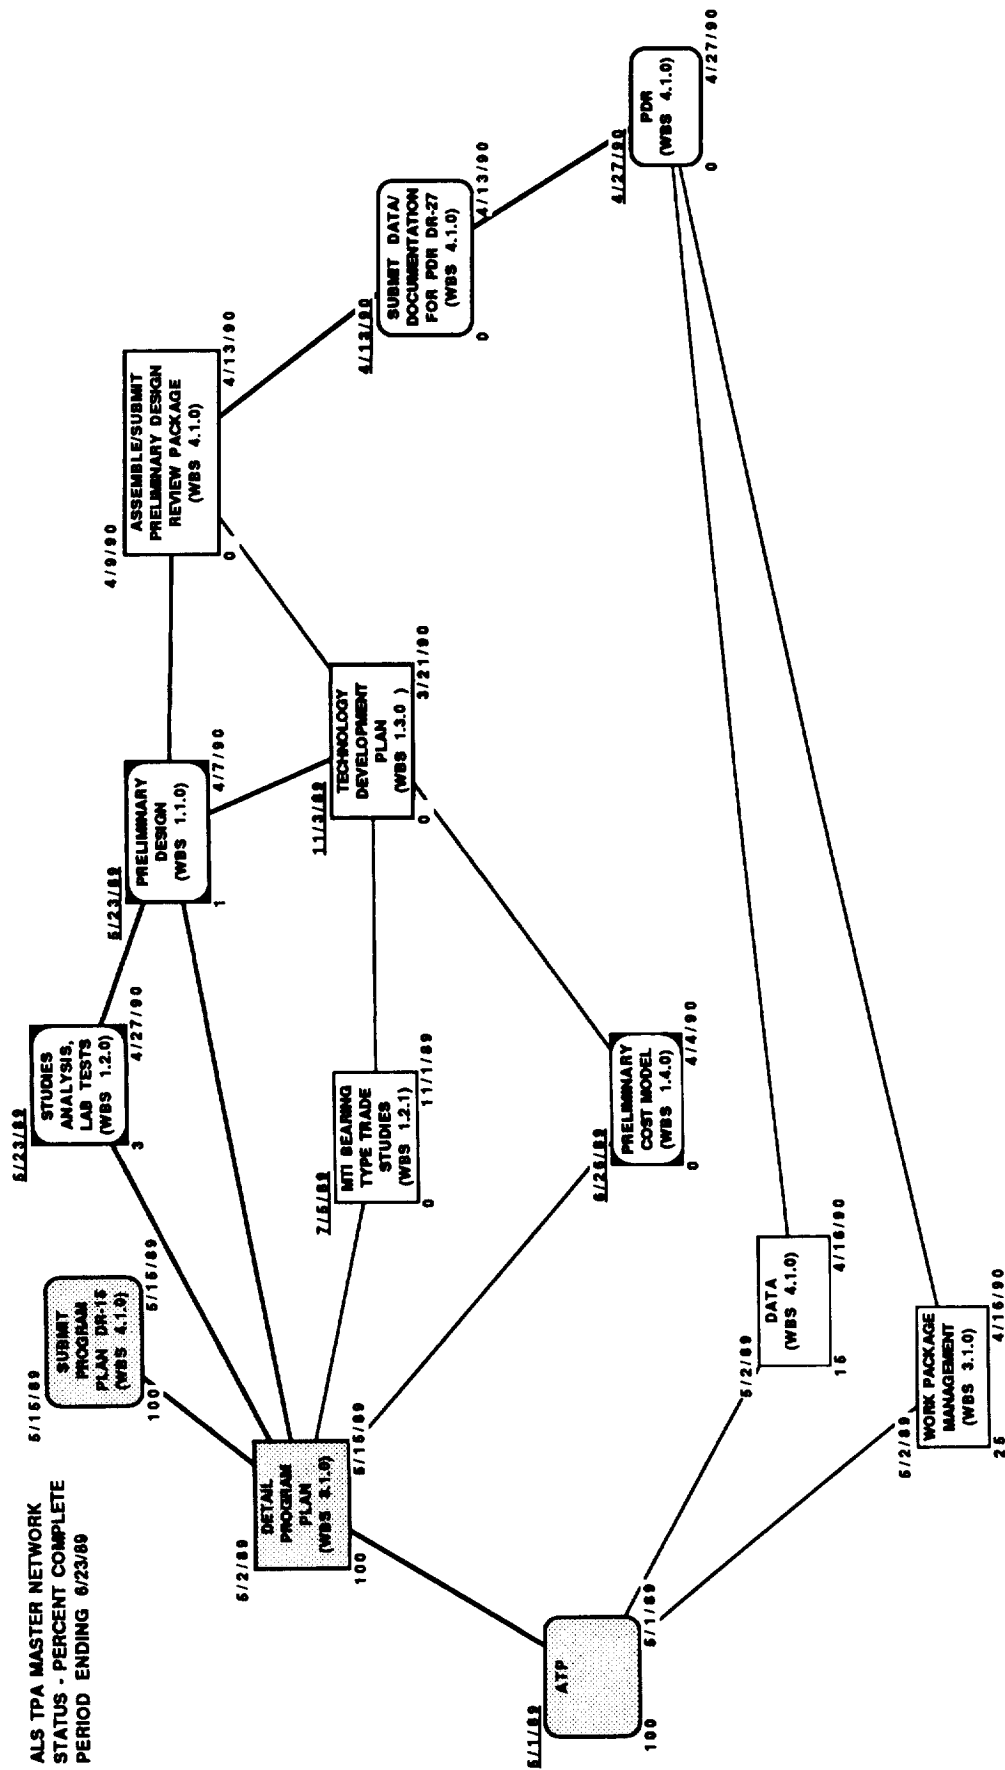 ALS TPA MASTER NETWORK
STATUS - PERCENT COMPLETE
PERIOD ENDING 6/23/89
5/1/89
ATP
100
5/1/89
5/2/89
DETAIL
PROGRAM
PLAN
(WBS 3.1.0)
100
5/15/89
5/15/89
SUBMIT
PROGRAM
PLAN DR-15
(WBS 4.1.0)
100
5/15/89
5/23/89
STUDIES
ANALYSIS,
LAB TESTS
(WBS 1.2.0)
3
4/27/90
5/23/89
PRELIMINARY
DESIGN
(WBS 1.1.0)
1
4/7/90
7/5/89
MTI BEARING
TYPE TRADE
STUDIES
(WBS 1.2.1)
0
11/1/89
11/3/89
TECHNOLOGY
DEVELOPMENT
PLAN
(WBS 1.3.0 )
0
3/21/90
6/26/89
PRELIMINARY
COST MODEL
(WBS 1.4.0)
0
4/4/90
4/9/90
ASSEMBLE/SUBMIT
PRELIMINARY DESIGN
REVIEW PACKAGE
(WBS 4.1.0)
0
4/13/90
4/13/90
SUBMIT DATA/
DOCUMENTATION
FOR PDR DR-27
(WBS 4.1.0)
0
4/13/90
4/27/90
PDR
(WBS 4.1.0)
0
4/27/90
5/2/89
DATA
(WBS 4.1.0)
15
4/16/90
5/2/89
WORK PACKAGE
MANAGEMENT
(WBS 3.1.0)
25
4/16/90